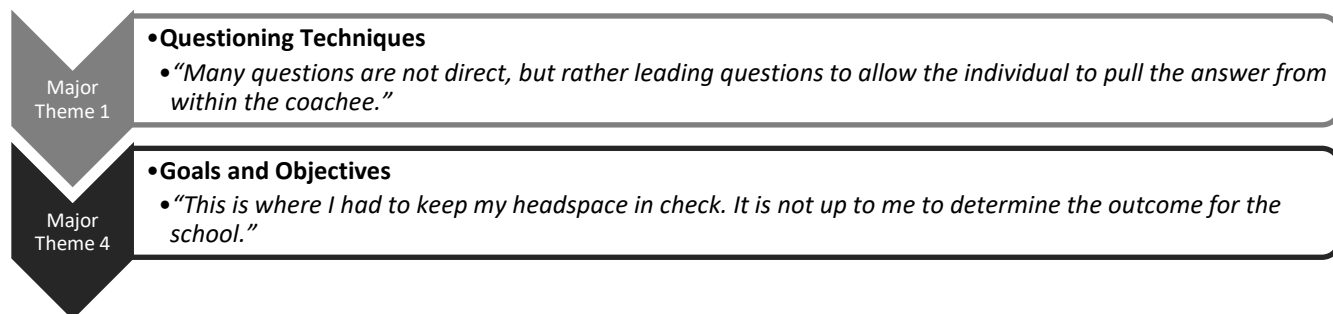 Major
Theme 1
•Questioning Techniques
•“Many questions are not direct, but rather leading questions to allow the individual to pull the answer from
within the coachee.”
Major
Theme 4
•Goals and Objectives
•“This is where I had to keep my headspace in check. It is not up to me to determine the outcome for the
school.”